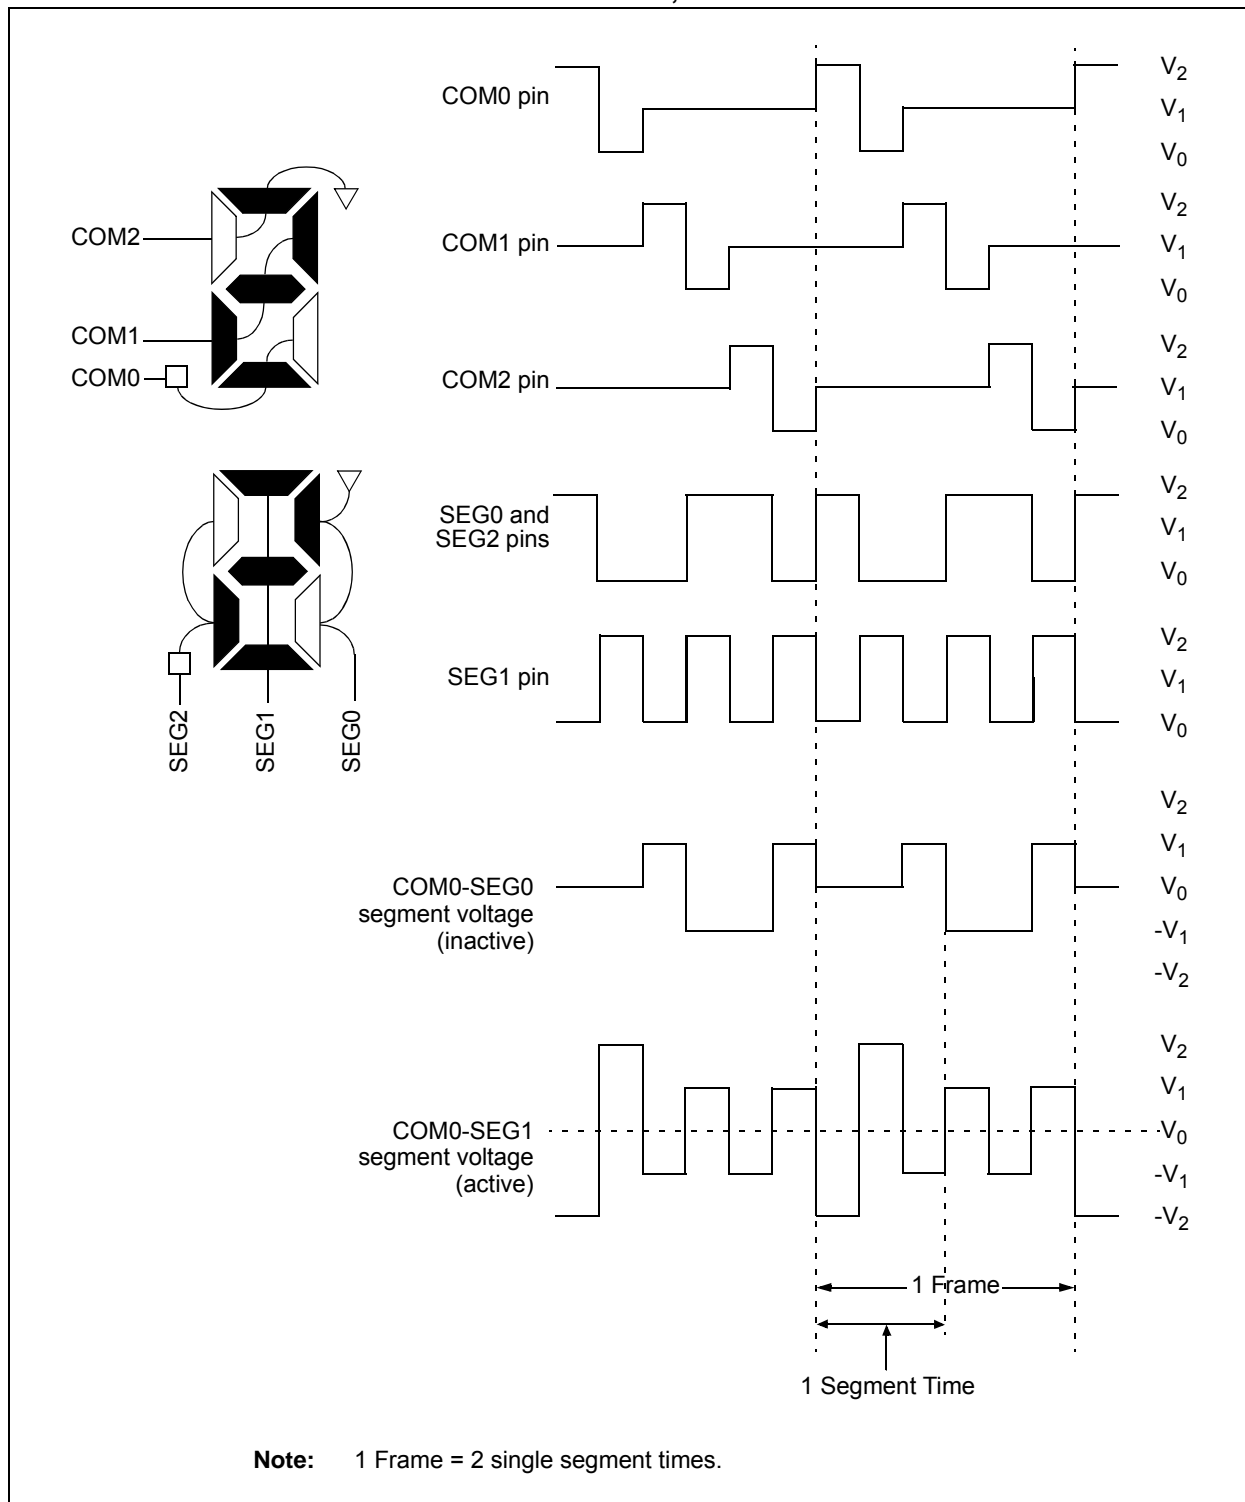 COM0 pin
V2
V1
V0
COM2
COM1
COM0
COM1 pin
V2
V1
V0
COM2 pin
V2
V1
V0
SEG0 and
SEG2 pins
V2
V1
V0
SEG2
SEG1
SEG0
SEG1 pin
V2
V1
V0
COM0-SEG0
segment voltage
(inactive)
V2
V1
V0
-V1
-V2
COM0-SEG1
segment voltage
(active)
V2
V1
V0
-V1
-V2
1 Frame
1 Segment Time
Note: 1 Frame = 2 single segment times.